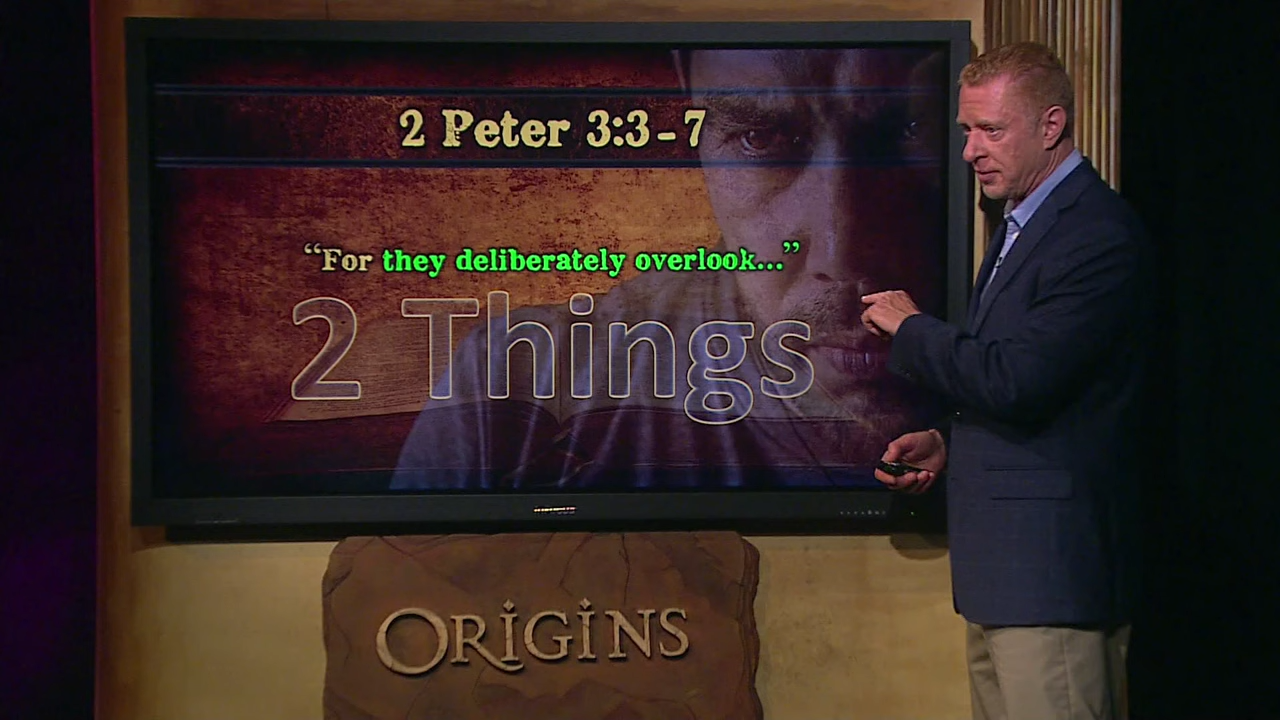 2 Peter 3:3-7
“For they deliberately overlook...”
2 Things
ORIGINS